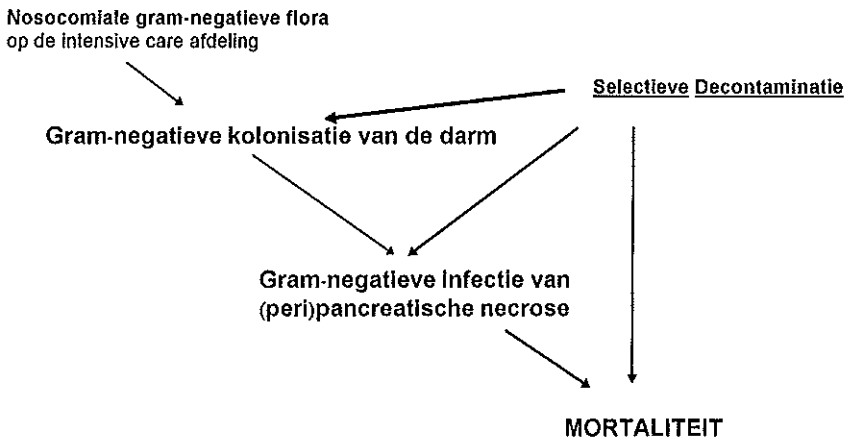 Nosocomiale gram-negatieve flora
op de intensive care afdeling
Selectieve Decontaminatie
Gram-negatieve kolonisatie van de darm
Gram-negatieve infectie van
(peri)pancreatische necrose
MORTALITEIT